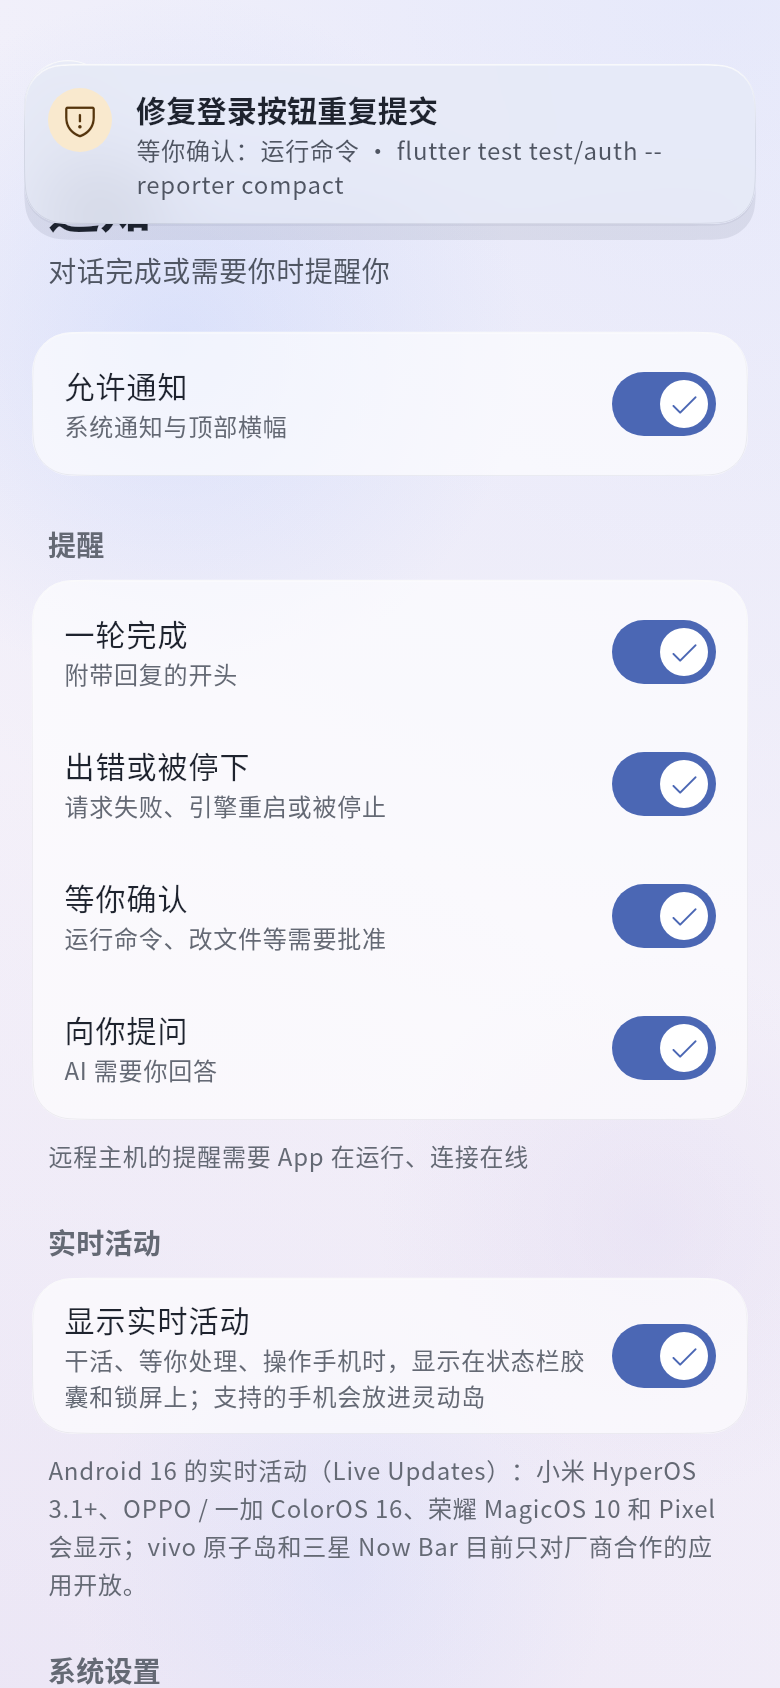 修复登录按钮重复提交
等你确认：运行命令 · flutter test test/auth --
reporter compact
对话完成或需要你时提醒你
允许通知
系统通知与顶部横幅
提醒
一轮完成
附带回复的开头
出错或被停下
请求失败、引擎重启或被停止
等你确认
运行命令、改文件等需要批准
向你提问
AI 需要你回答
远程主机的提醒需要 App 在运行、连接在线
实时活动
显示实时活动
干活、等你处理、操作手机时，显示在状态栏胶
囊和锁屏上；支持的手机会放进灵动岛
Android 16 的实时活动（Live Updates）：小米 HyperOS
3.1+、OPPO / 一加 ColorOS 16、荣耀 MagicOS 10 和 Pixel
会显示；vivo 原子岛和三星 Now Bar 目前只对厂商合作的应
用开放。
系统设置